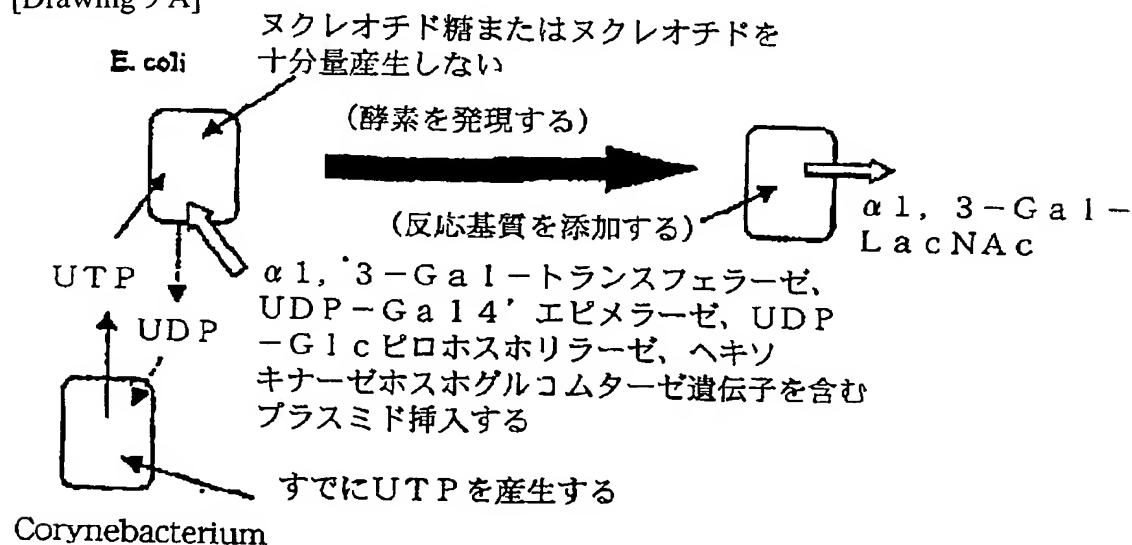 [Drawing 9A]
ヌクレオチド糖またはヌクレオチドを
十分量産生しない
E. coli
(酵素を発現する)
(反応基質を添加する)
α1, 3-Gal-
LacNAc
UTP
UDP
α1, 3-Gal-トランスフェラーゼ、
UDP-Gal4' エピメラーゼ、UDP
-Glcピロホスホリラーゼ、ヘキソ
キナーゼホスホグルコムターゼ遺伝子を含む
プラスミド挿入する
すでにUTPを産生する
Corynebacterium